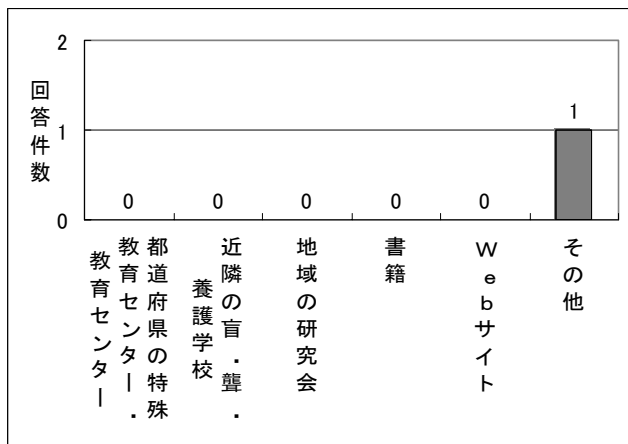 2
1
0
回答件数
0
0
0
0
0
1
都道府県の特殊
教育センター・
教育センター
近隣の盲・聾・
養護学校
地域の研究会
書籍
Webサイト
その他